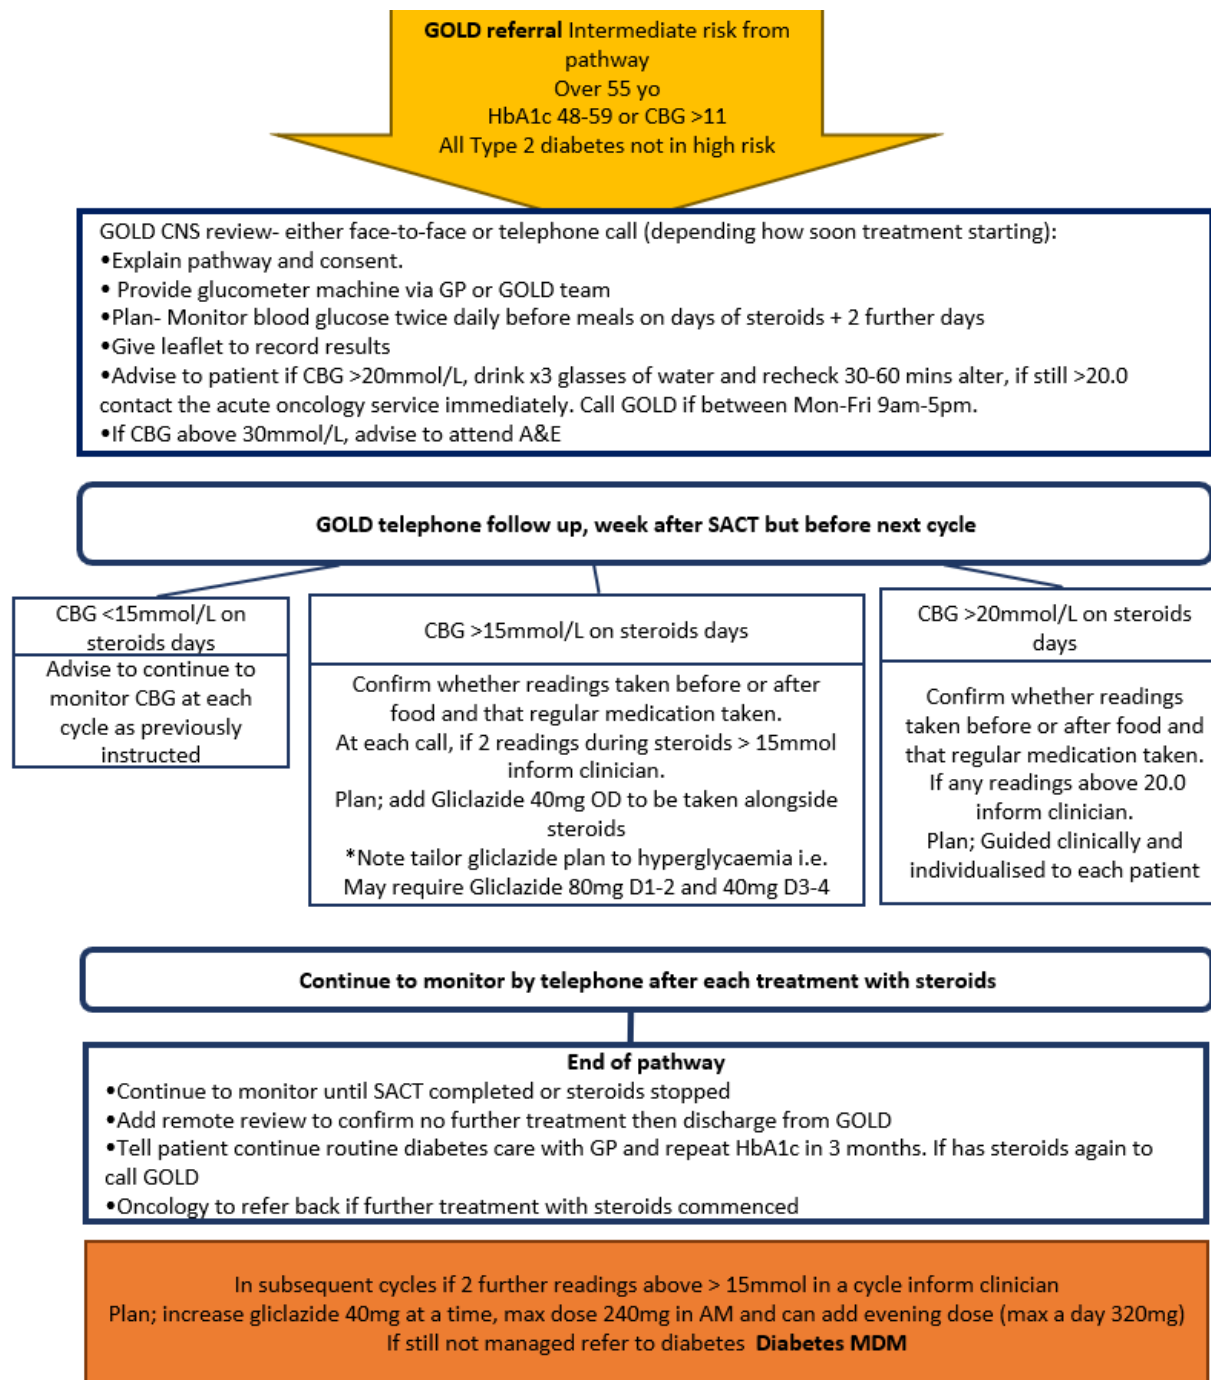 GOLD referral Intermediate risk from
pathway
Over 55 yo
HbA1c 48-59 or CBG >11
All Type 2 diabetes not in high risk
GOLD CNS review- either face-to-face or telephone call (depending how soon treatment starting):
•Explain pathway and consent.
• Provide glucometer machine via GP or GOLD team
•Plan- Monitor blood glucose twice daily before meals on days of steroids + 2 further days
•Give leaflet to record results
•Advise to patient if CBG >20mmol/L, drink x3 glasses of water and recheck 30-60 mins alter, if still >20.0
contact the acute oncology service immediately. Call GOLD if between Mon-Fri 9am-5pm.
•If CBG above 30mmol/L, advise to attend A&E
GOLD telephone follow up, week after SACT but before next cycle
CBG <15mmol/L on
steroids days
Advise to continue to
monitor CBG at each
cycle as previously
instructed
CBG >15mmol/L on steroids days
Confirm whether readings taken before or after
food and that regular medication taken.
At each call, if 2 readings during steroids > 15mmol
inform clinician.
Plan; add Gliclazide 40mg OD to be taken alongside
steroids
*Note tailor gliclazide plan to hyperglycaemia i.e.
May require Gliclazide 80mg D1-2 and 40mg D3-4
CBG >20mmol/L on steroids
days
Confirm whether readings
taken before or after food and
that regular medication taken.
If any readings above 20.0
inform clinician.
Plan; Guided clinically and
individualised to each patient
Continue to monitor by telephone after each treatment with steroids
End of pathway
•Continue to monitor until SACT completed or steroids stopped
•Add remote review to confirm no further treatment then discharge from GOLD
•Tell patient continue routine diabetes care with GP and repeat HbA1c in 3 months. If has steroids again to
call GOLD
•Oncology to refer back if further treatment with steroids commenced
In subsequent cycles if 2 further readings above > 15mmol in a cycle inform clinician
Plan; increase gliclazide 40mg at a time, max dose 240mg in AM and can add evening dose (max a day 320mg)
If still not managed refer to diabetes Diabetes MDM